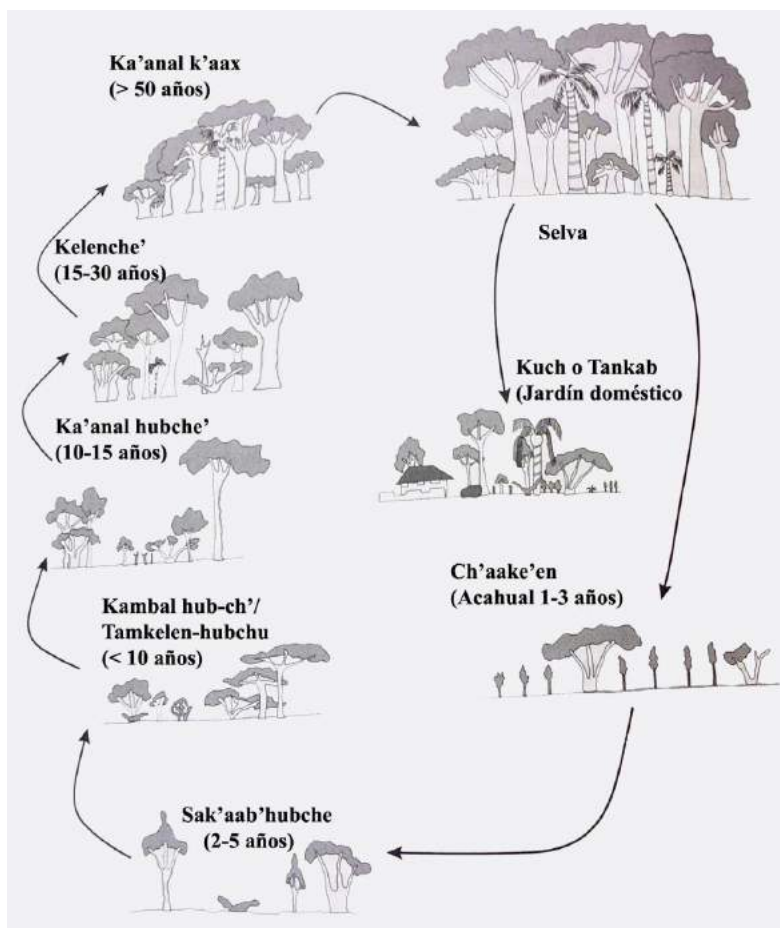 Ka'anal k'aax
(> 50 años)
Selva
Kelenche'
(15-30 años)
Kuch o Tankab
(Jardín doméstico
Ka'anal hubche'
(10-15 años)
Ch'aake'en
(Acahual 1-3 años)
Kambal hub-ch'/
Tamkelen-hubchu
(< 10 años)
Sak'aab'hubche
(2-5 años)